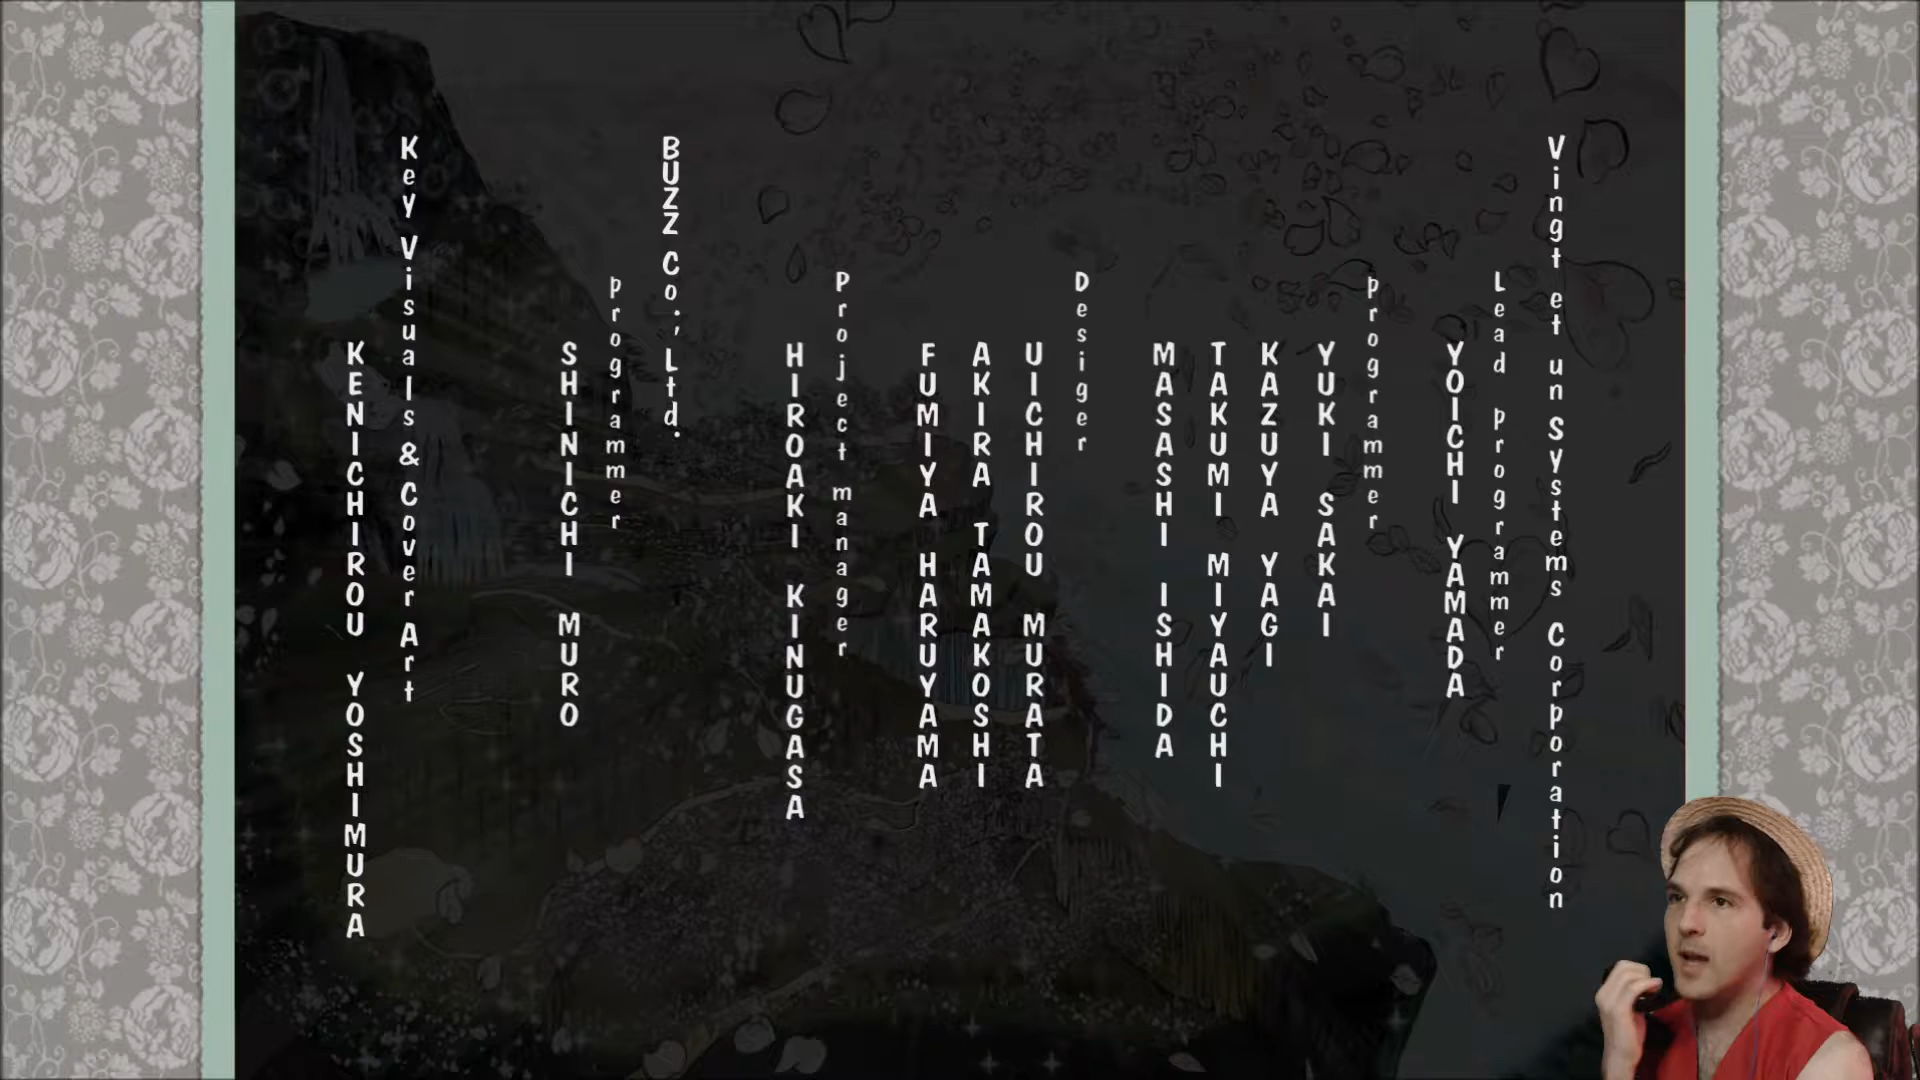 Vingt et un Systems Corporation
Lead programmer
YOICHI YAMADA
programmer
YUKI SAKAI
KAZUYA YAGI
TAKUMI MIYAUCHI
MASASHI ISHIDA
Desiger
UICHIROU MURATA
AKIRA TAMAKOSHI
FUMIYA HARUYAMA
Project manager
HIROAKI KINUGASA
BUZZ Co., Ltd.
programmer
SHINICHI MURO
Key Visuals & Cover Art
KENICHIROU YOSHIMURA